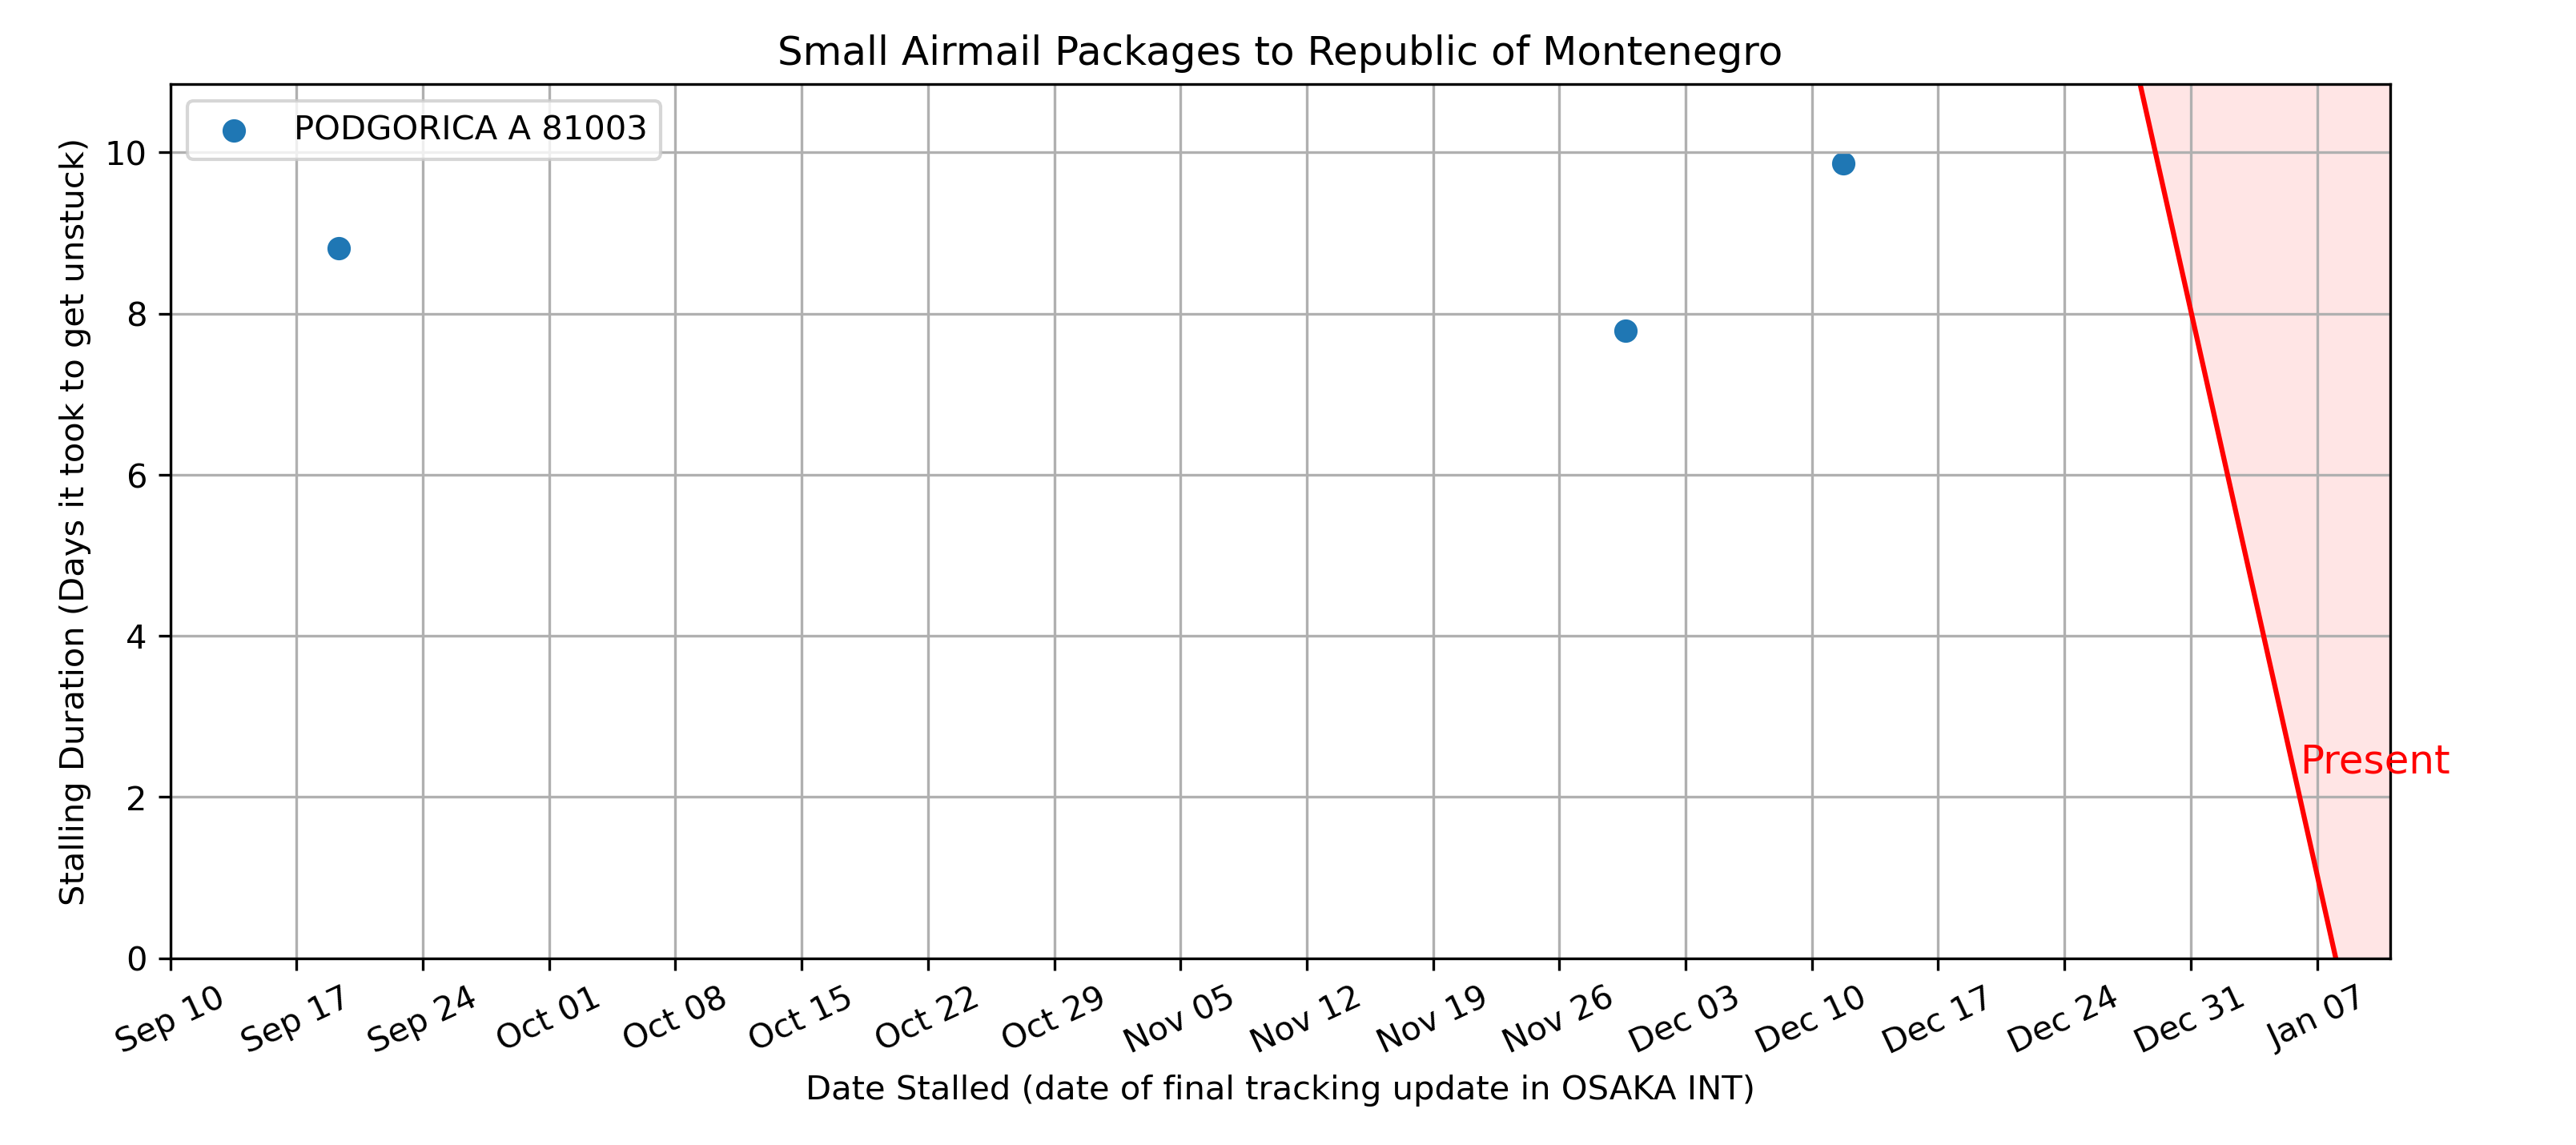 Small Airmail Packages to Republic of Montenegro
PODGORICA A 81003
Stalling Duration (Days it took to get unstuck)
10
8
6
4
2
0
Present
Sep 10
Sep 17
Sep 24
Oct 01
Oct 08
Oct 15
Oct 22
Oct 29
Nov 05
Nov 12
Nov 19
Nov 26
Dec 03
Dec 10
Dec 17
Dec 24
Dec 31
Jan 07
Date Stalled (date of final tracking update in OSAKA INT)